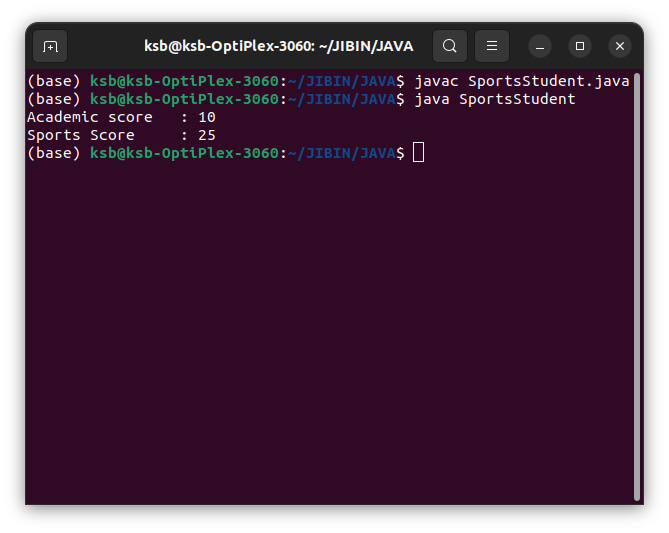 ksb@ksb-OptiPlex-3060: ~/JIBIN/JAVA
(base) ksb@ksb-OptiPlex-3060:~/JIBIN/JAVA$ javac SportsStudent.java
(base) ksb@ksb-OptiPlex-3060:~/JIBIN/JAVA$ java SportsStudent
Academic score   : 10
Sports Score     : 25
(base) ksb@ksb-OptiPlex-3060:~/JIBIN/JAVA$